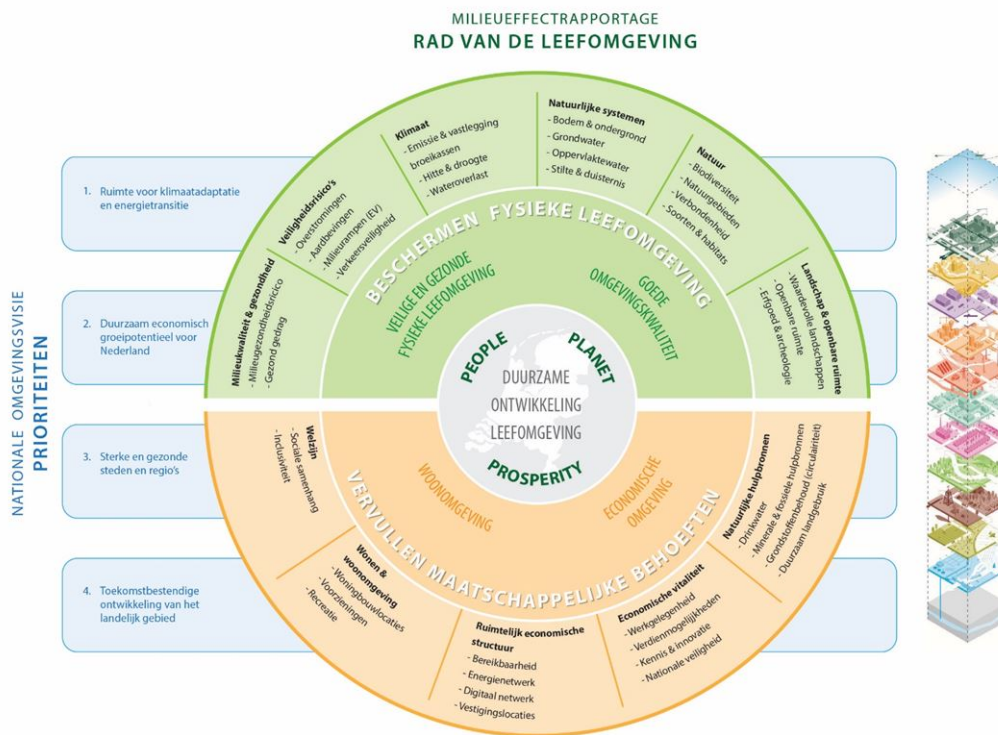 MILIEUEFFECTRAPPORTAGE
RAD VAN DE LEEFOMGEVING
NATIONALE OMGEVINGSVISIE
PRIORITEITEN
1. Ruimte voor klimaatadaptatie
en energietransitie
2. Duurzaam economisch
groeipotentieel voor
Nederland
3. Sterke en gezonde
steden en regio's
4. Toekomstbestendige
ontwikkeling van het
landelijk gebied
Milieukwaliteit & gezondheid
- Milieugezondheidsricico
- Gezond gedrag
Veiligheidsrisico's
- Overstromingen
- Aardbevingen
- Milieurampen (EV)
- Verkeersveiligheid
Klimaat
- Emissie & vastlegging
broeikassen
- Hitte & droogte
- Wateroverlast
Natuurlijke systemen
- Bodem & ondergrond
- Grondwater
- Oppervlaktewater
- Stilte & duisternis
Natuur
- Biodiversiteit
- Natuurgebieden
- Verbondenheid
- Soorten & habitats
Landschap & openbare ruimte
- Waardevolle landschappen
- Openbare ruimte
- Erfgoed & archeologie
BESCHERMEN FYSIEKE LEEFOMGEVING
VEILIGE EN GEZONDE
FYSIEKE LEEFOMGEVING
GOEDE
OMGEVINGSKWALITEIT
PEOPLE
PLANET
DUURZAME
ONTWIKKELING
LEEFOMGEVING
PROSPERITY
WOONOMGEVING
ECONOMISCHE
OMGEVING
VERVULLEN MAATSCHAPPELIJKE BEHOEFTEN
Welzijn
- Sociale samenhang
- Inclusiviteit
Wonen &
woonomgeving
- Woningbouwlocaties
- Voorzieningen
- Recreatie
Ruimtelijk economische
structuur
- Bereikbaarheid
- Energienetwerk
- Digitaal netwerk
- Vestigingslocaties
Economische vitaliteit
- Werkgelegenheid
- Verdienmogelijkheden
- Kennis & innovatie
- Nationale veiligheid
Natuurlijke hulpbronnen
- Drinkwater
- Minerale & fossiele hulpbronnen
- Grondstoffenbehoud (circulairiteit)
- Duurzaam landgebruik